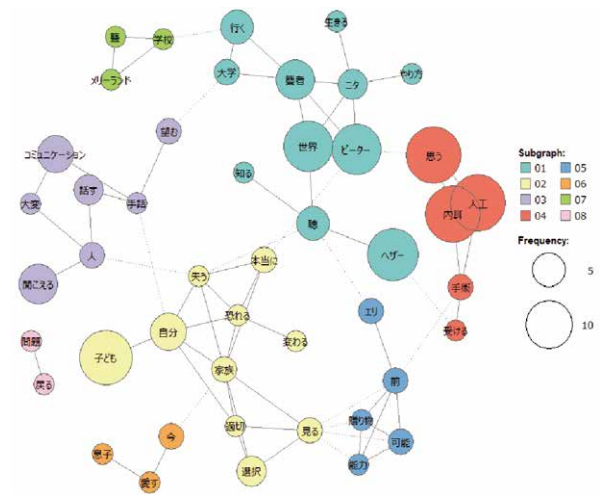 行く
生きる
聾
学校
メリーランド
大学
聾者
ニタ
やり方
望む
世界
ピーター
思う
コミュニケーション
知る
話す
大変
手話
人工
内耳
聴
人
ヘザー
聞こえる
失う
本当に
手術
エリ
恐れる
受ける
自分
変わる
問題
子ども
家族
前
戻る
贈り物
今
適切
見る
可能
息子
選択
能力
愛す
Subgraph:
01 05
02 06
03 07
04 08
Frequency:
5
10